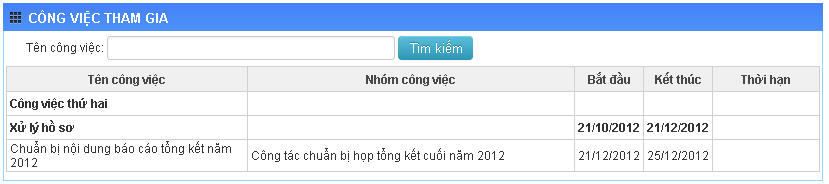 CÔNG VIỆC THAM GIA
Tên công việc: Tìm kiếm
Tên công việc Nhóm công việc Bắt đầu Kết thúc Thời hạn
Công việc thứ hai
Xử lý hồ sơ 21/10/2012 21/12/2012
Chuẩn bị nội dung báo cáo tổng kết năm
2012
Công tác chuẩn bị họp tổng kết cuối năm 2012 21/12/2012 25/12/2012